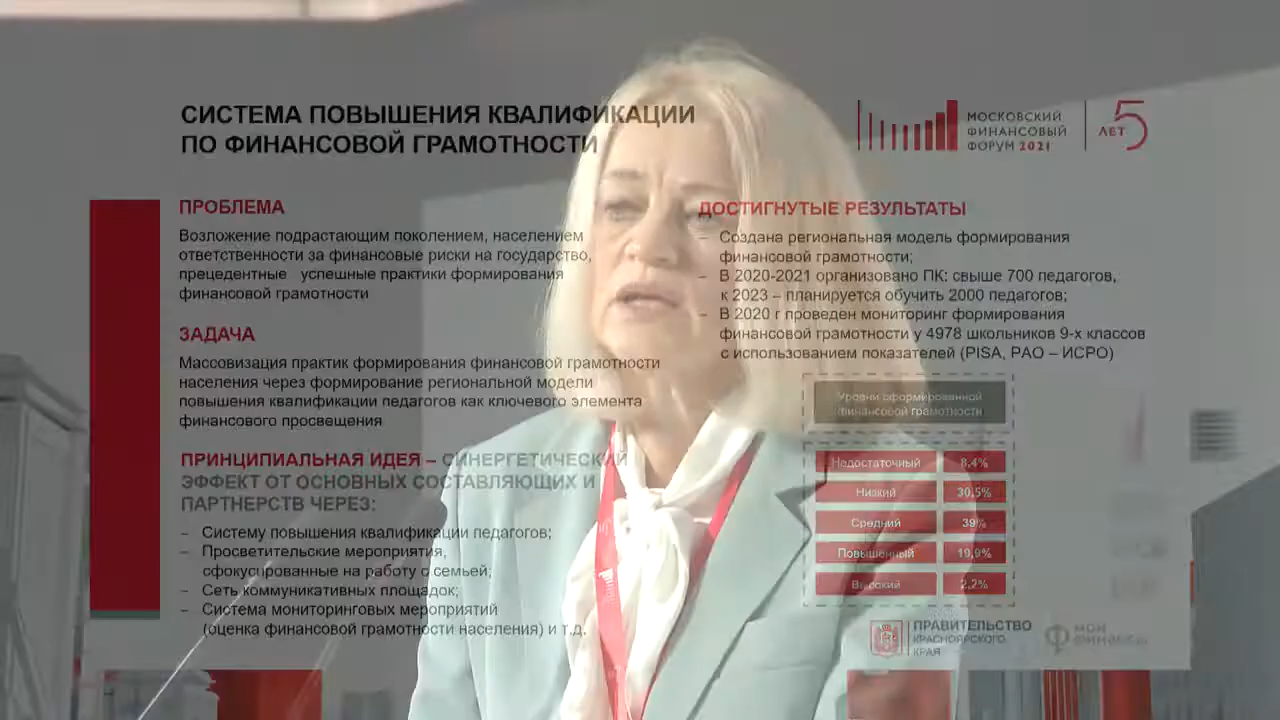 СИСТЕМА ПОВЫШЕНИЯ КВАЛИФИКАЦИИ
ПО ФИНАНСОВОЙ ГРАМОТНОСТИ
МОСКОВСКИЙ
ФИНАНСОВЫЙ
ФОРУМ 2021
5 ЛЕТ
ПРОБЛЕМА
Возложение подрастающим поколением, населением
ответственности за финансовые риски на государство,
прецедентные успешные практики формирования
финансовой грамотности
ЗАДАЧА
Массовизация практик формирования финансовой грамотности
населения через формирование региональной модели
повышения квалификации педагогов как ключевого элемента
финансового просвещения
ПРИНЦИПИАЛЬНАЯ ИДЕЯ – СИНЕРГЕТИЧЕСКИЙ
ЭФФЕКТ ОТ ОСНОВНЫХ СОСТАВЛЯЮЩИХ И
ПАРТНЕРСТВ ЧЕРЕЗ:
– Систему повышения квалификации педагогов;
– Просветительские мероприятия,
сфокусированные на работу с семьей;
– Сеть коммуникативных площадок;
– Система мониторинговых мероприятий
(оценка финансовой грамотности населения) и т.д.
ДОСТИГНУТЫЕ РЕЗУЛЬТАТЫ
– Создана региональная модель формирования
финансовой грамотности;
– В 2020-2021 организовано ПК: свыше 700 педагогов,
к 2023 – планируется обучить 2000 педагогов;
– В 2020 г проведен мониторинг формирования
финансовой грамотности у 4978 школьников 9-х классов
с использованием показателей (PISA, РАО – ИСРО)
Уровни сформированной
финансовой грамотности
Недостаточный 8,4%
Низкий 30,5%
Средний 39%
Повышенный 19,9%
Высокий 2,2%
ПРАВИТЕЛЬСТВО
КРАСНОЯРСКОГО
КРАЯ
МОИ
ФИНАНСЫ